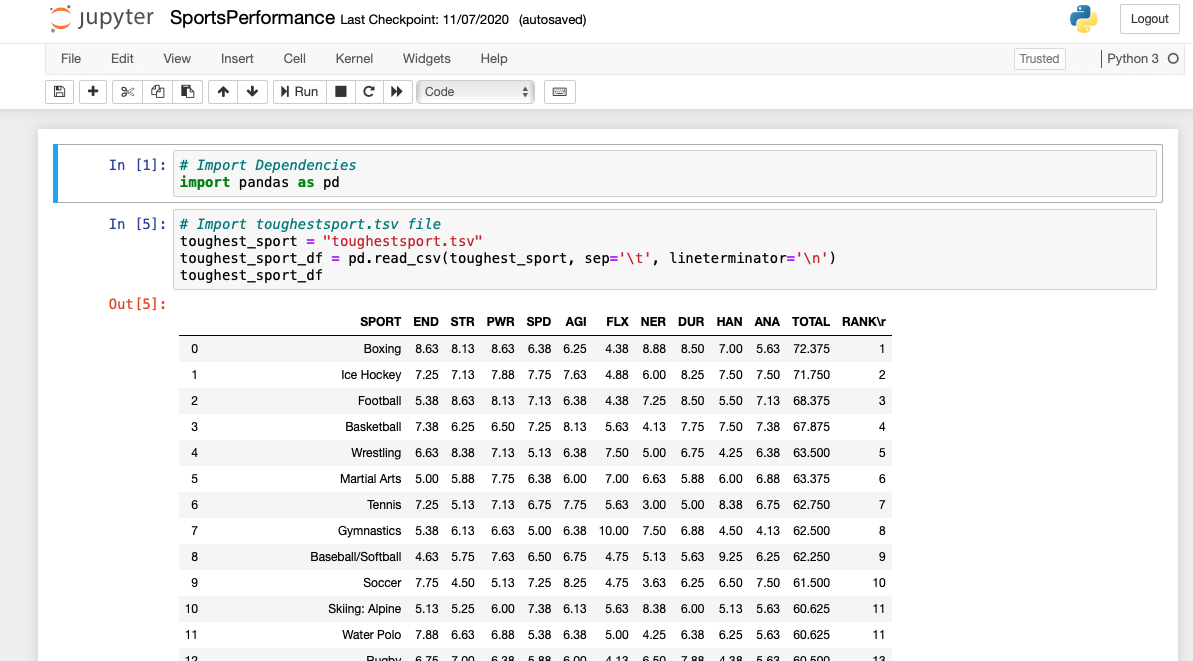 jupyter SportsPerformance Last Checkpoint: 11/07/2020 (autosaved) Logout
File Edit View Insert Cell Kernel Widgets Help Trusted Python 3
Run Code
In [1]: # Import Dependencies
import pandas as pd
In [5]: # Import toughestsport.tsv file
toughest_sport = "toughestsport.tsv"
toughest_sport_df = pd.read_csv(toughest_sport, sep='\t', lineterminator='\n')
toughest_sport_df
Out[5]:
SPORT END STR PWR SPD AGI FLX NER DUR HAN ANA TOTAL RANK\r
0 Boxing 8.63 8.13 8.63 6.38 6.25 4.38 8.88 8.50 7.00 5.63 72.375 1
1 Ice Hockey 7.25 7.13 7.88 7.75 7.63 4.88 6.00 8.25 7.50 7.50 71.750 2
2 Football 5.38 8.63 8.13 7.13 6.38 4.38 7.25 8.50 5.50 7.13 68.375 3
3 Basketball 7.38 6.25 6.50 7.25 8.13 5.63 4.13 7.75 7.50 7.38 67.875 4
4 Wrestling 6.63 8.38 7.13 5.13 6.38 7.50 5.00 6.75 4.25 6.38 63.500 5
5 Martial Arts 5.00 5.88 7.75 6.38 6.00 7.00 6.63 5.88 6.00 6.88 63.375 6
6 Tennis 7.25 5.13 7.13 6.75 7.75 5.63 3.00 5.00 8.38 6.75 62.750 7
7 Gymnastics 5.38 6.13 6.63 5.00 6.38 10.00 7.50 6.88 4.50 4.13 62.500 8
8 Baseball/Softball 4.63 5.75 7.63 6.50 6.75 4.75 5.13 5.63 9.25 6.25 62.250 9
9 Soccer 7.75 4.50 5.13 7.25 8.25 4.75 3.63 6.25 6.50 7.50 61.500 10
10 Skiing: Alpine 5.13 5.25 6.00 7.38 6.13 5.63 8.38 6.00 5.13 5.63 60.625 11
11 Water Polo 7.88 6.63 6.88 5.38 6.38 5.00 4.25 6.38 6.25 5.63 60.625 11
12 Rugby 6.75 7.00 6.38 5.88 6.00 4.13 6.50 7.88 4.38 5.63 60.500 13